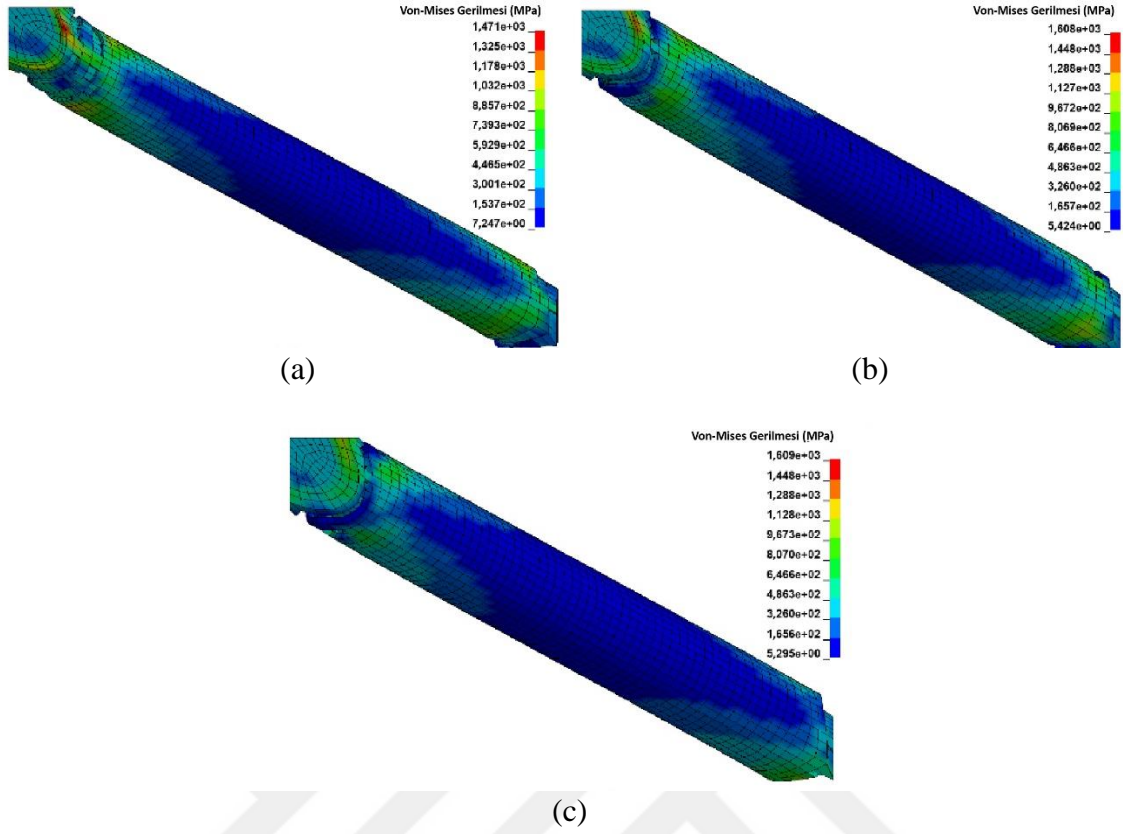 Von-Mises Gerilmesi (MPa)
1,471e+03
1,325e+03
1,178e+03
1,032e+03
8,857e+02
7,393e+02
5,929e+02
4,465e+02
3,001e+02
1,537e+02
7,247e+00
(a)
Von-Mises Gerilmesi (MPa)
1,608e+03
1,448e+03
1,288e+03
1,127e+03
9,672e+02
8,069e+02
6,466e+02
4,863e+02
3,260e+02
1,657e+02
5,424e+00
(b)
Von-Mises Gerilmesi (MPa)
1,609e+03
1,448e+03
1,288e+03
1,128e+03
9,673e+02
8,070e+02
6,466e+02
4,863e+02
3,260e+02
1,656e+02
5,295e+00
(c)